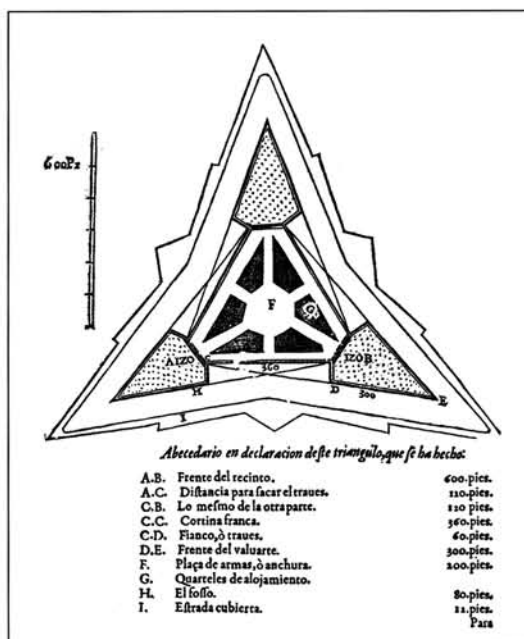 600Pz
F
G
A120
120B
360
H
D
300
E
I
Abecedario en declaracion deſte triangulo, que ſe ha hecho:
A.B. Frente del recinto. 600.pies.
A.C. Diſtancia para ſacar el traues. 120.pies.
C.B. Lo meſmo de la otra parte. 120 pies.
C.C. Cortina franca. 360.pies.
C-D. Fianco, ò traues. 60.pies.
D.E. Frente del valuarte. 300.pies.
F. Plaça de armas, ò anchura. 200.pies.
G. Quarteles de alojamiento.
H. El foſſo. 80.pies.
I. Eſtrada cubierta. 12.pies.
Para